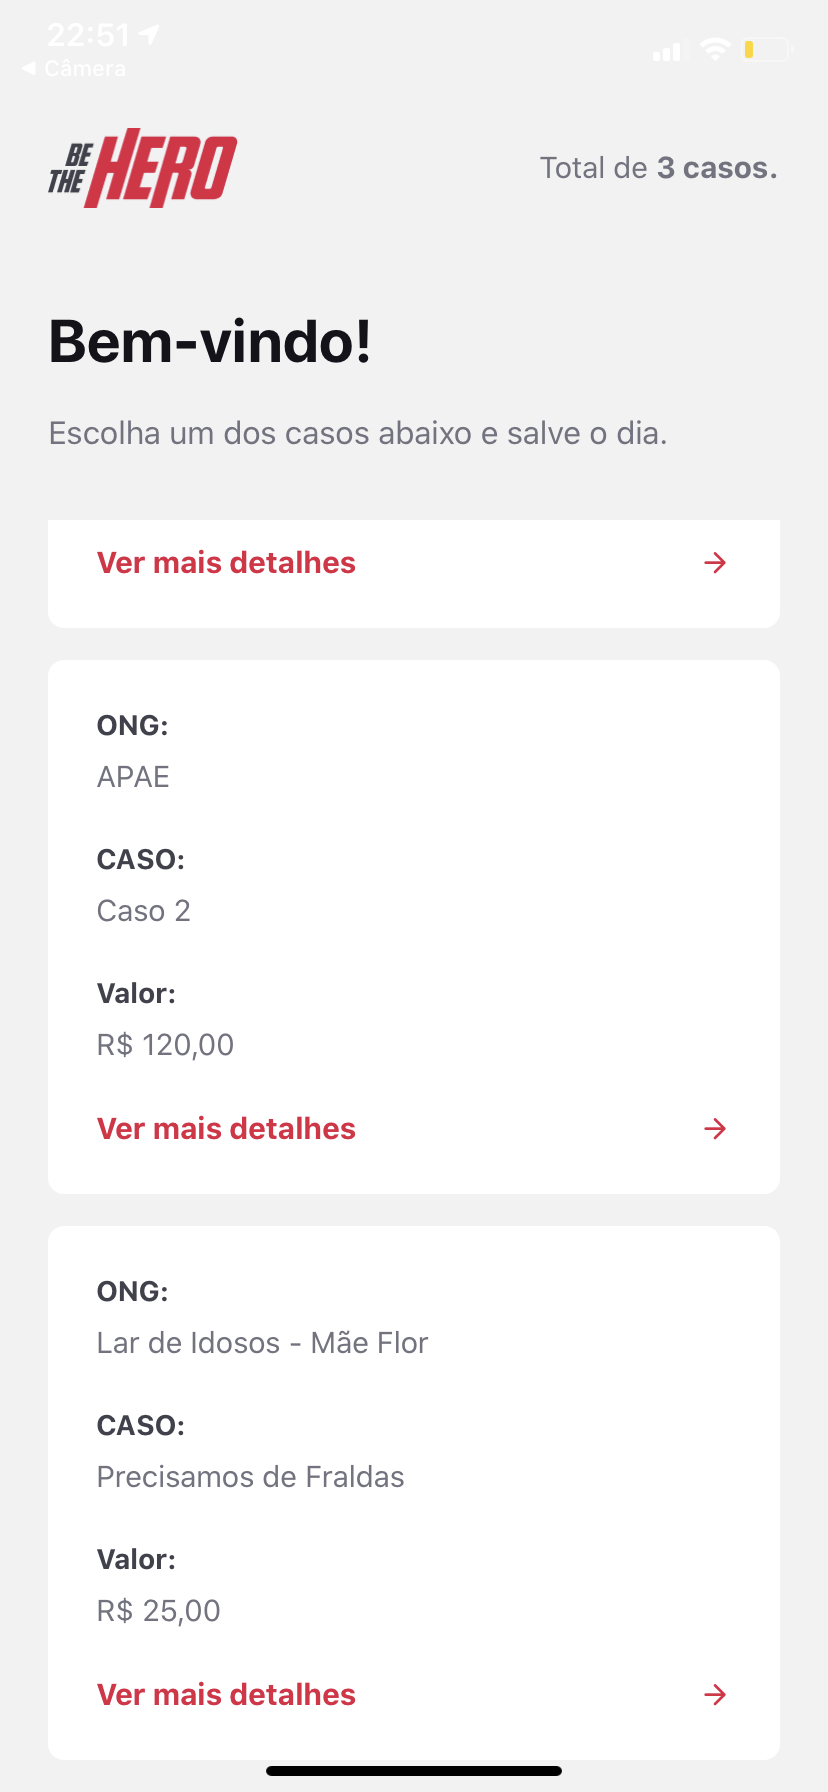 22:51
◀ Câmera
BE THE HERO
Total de 3 casos.
Bem-vindo!
Escolha um dos casos abaixo e salve o dia.
Ver mais detalhes →
ONG:
APAE
CASO:
Caso 2
Valor:
R$ 120,00
Ver mais detalhes →
ONG:
Lar de Idosos - Mãe Flor
CASO:
Precisamos de Fraldas
Valor:
R$ 25,00
Ver mais detalhes →